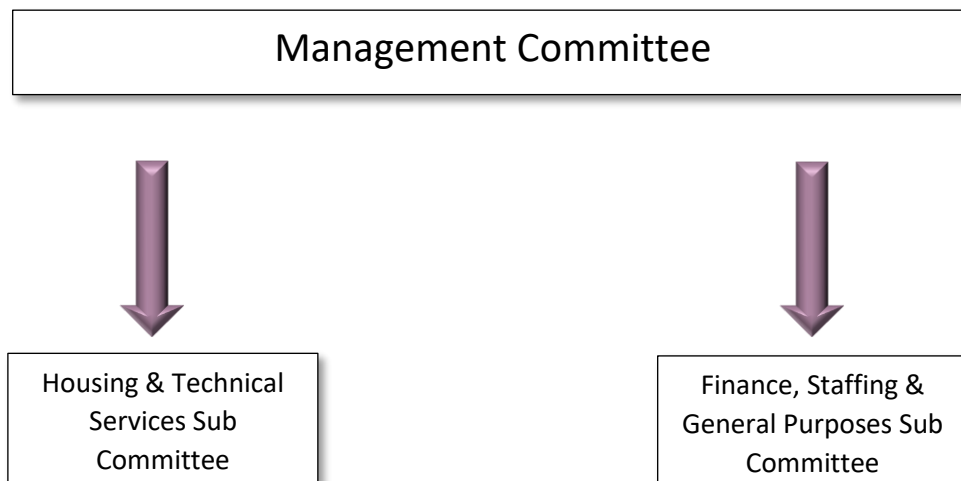 Management Committee
Housing & Technical
Services Sub
Committee
Finance, Staffing &
General Purposes Sub
Committee